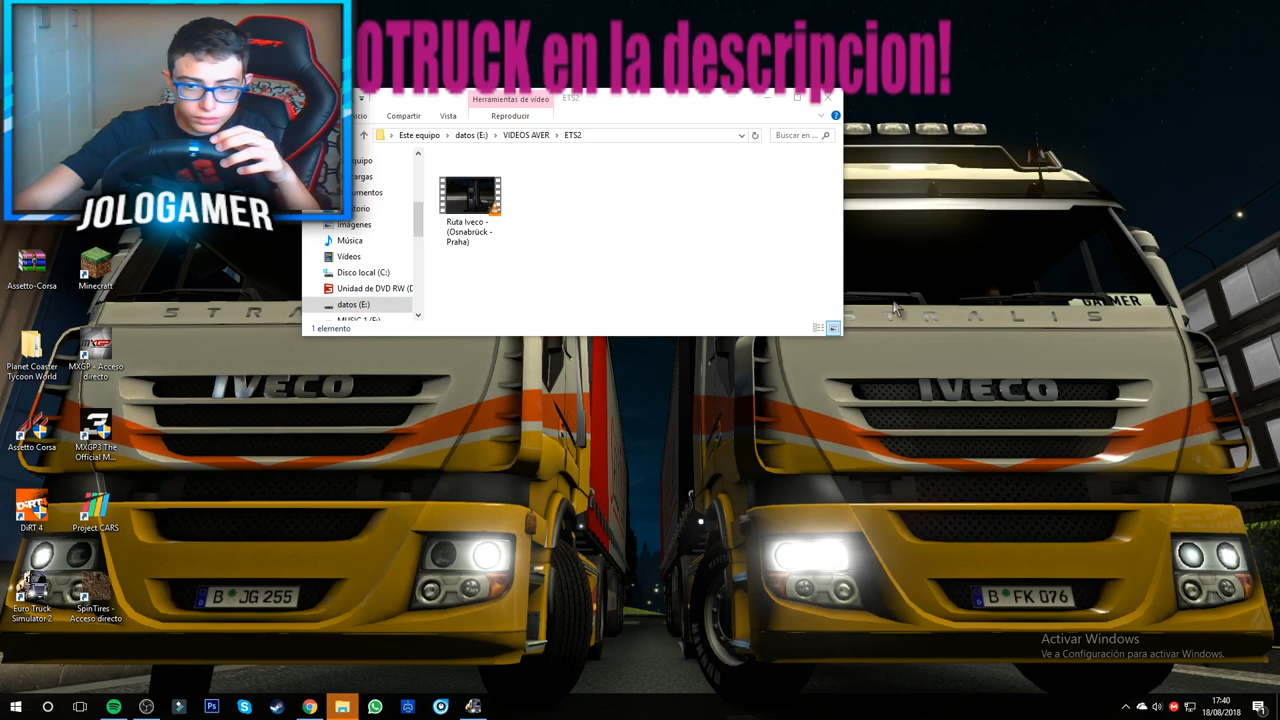 OTRUCK en la descripcion!
JOLOGAMER
Herramientas de vídeo
ETS2
Compartir
Vista
Reproducir
Este equipo > datos (E:) > VIDEOS AVER > ETS2
Buscar en ...
Imágenes
Música
Vídeos
Disco local (C:)
Unidad de DVD RW (D
datos (E:)
1 elemento
Ruta Iveco -
(Osnabrück -
Praha)
Assetto-Corsa
Minecraft
Planet Coaster
Tycoon World
MXGP - Acceso
directo
Assetto Corsa
MXGP3 The
Official M...
DiRT 4
Project CARS
Euro Truck
Simulator 2
SpinTires -
Acceso directo
STRALIS
IVECO
IVECO
B JG 255
B FK 076
Activar Windows
Ve a Configuración para activar Windows.
17:40
18/08/2018